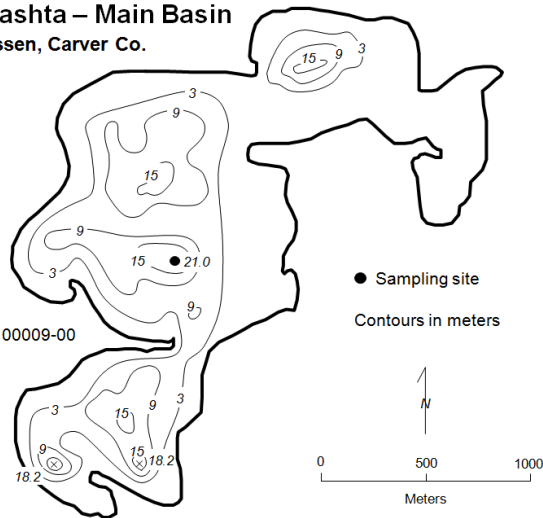 ashta – Main Basin
ssen, Carver Co.
15 9 3
3
9
15
9
15 21.0
3
9
Sampling site
Contours in meters
00009-00
N
3 15 9 3
9 15
18.2 18.2
0 500 1000
Meters